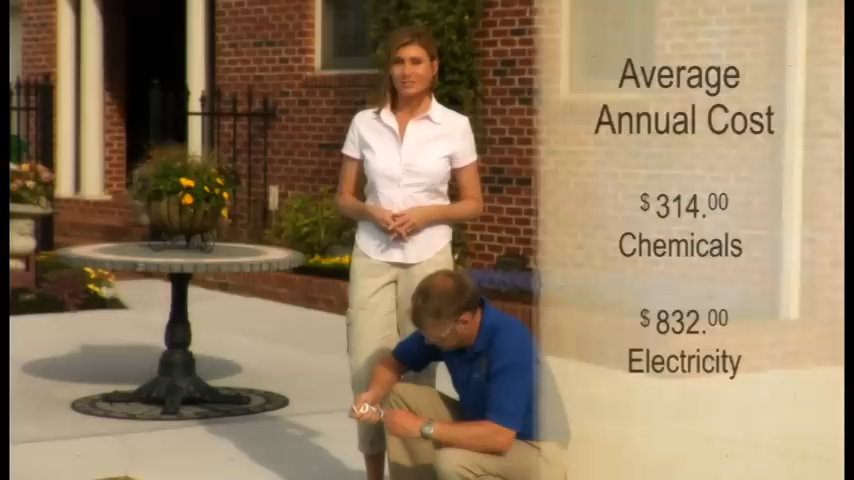 Average
Annual Cost
$314.00
Chemicals
$832.00
Electricity